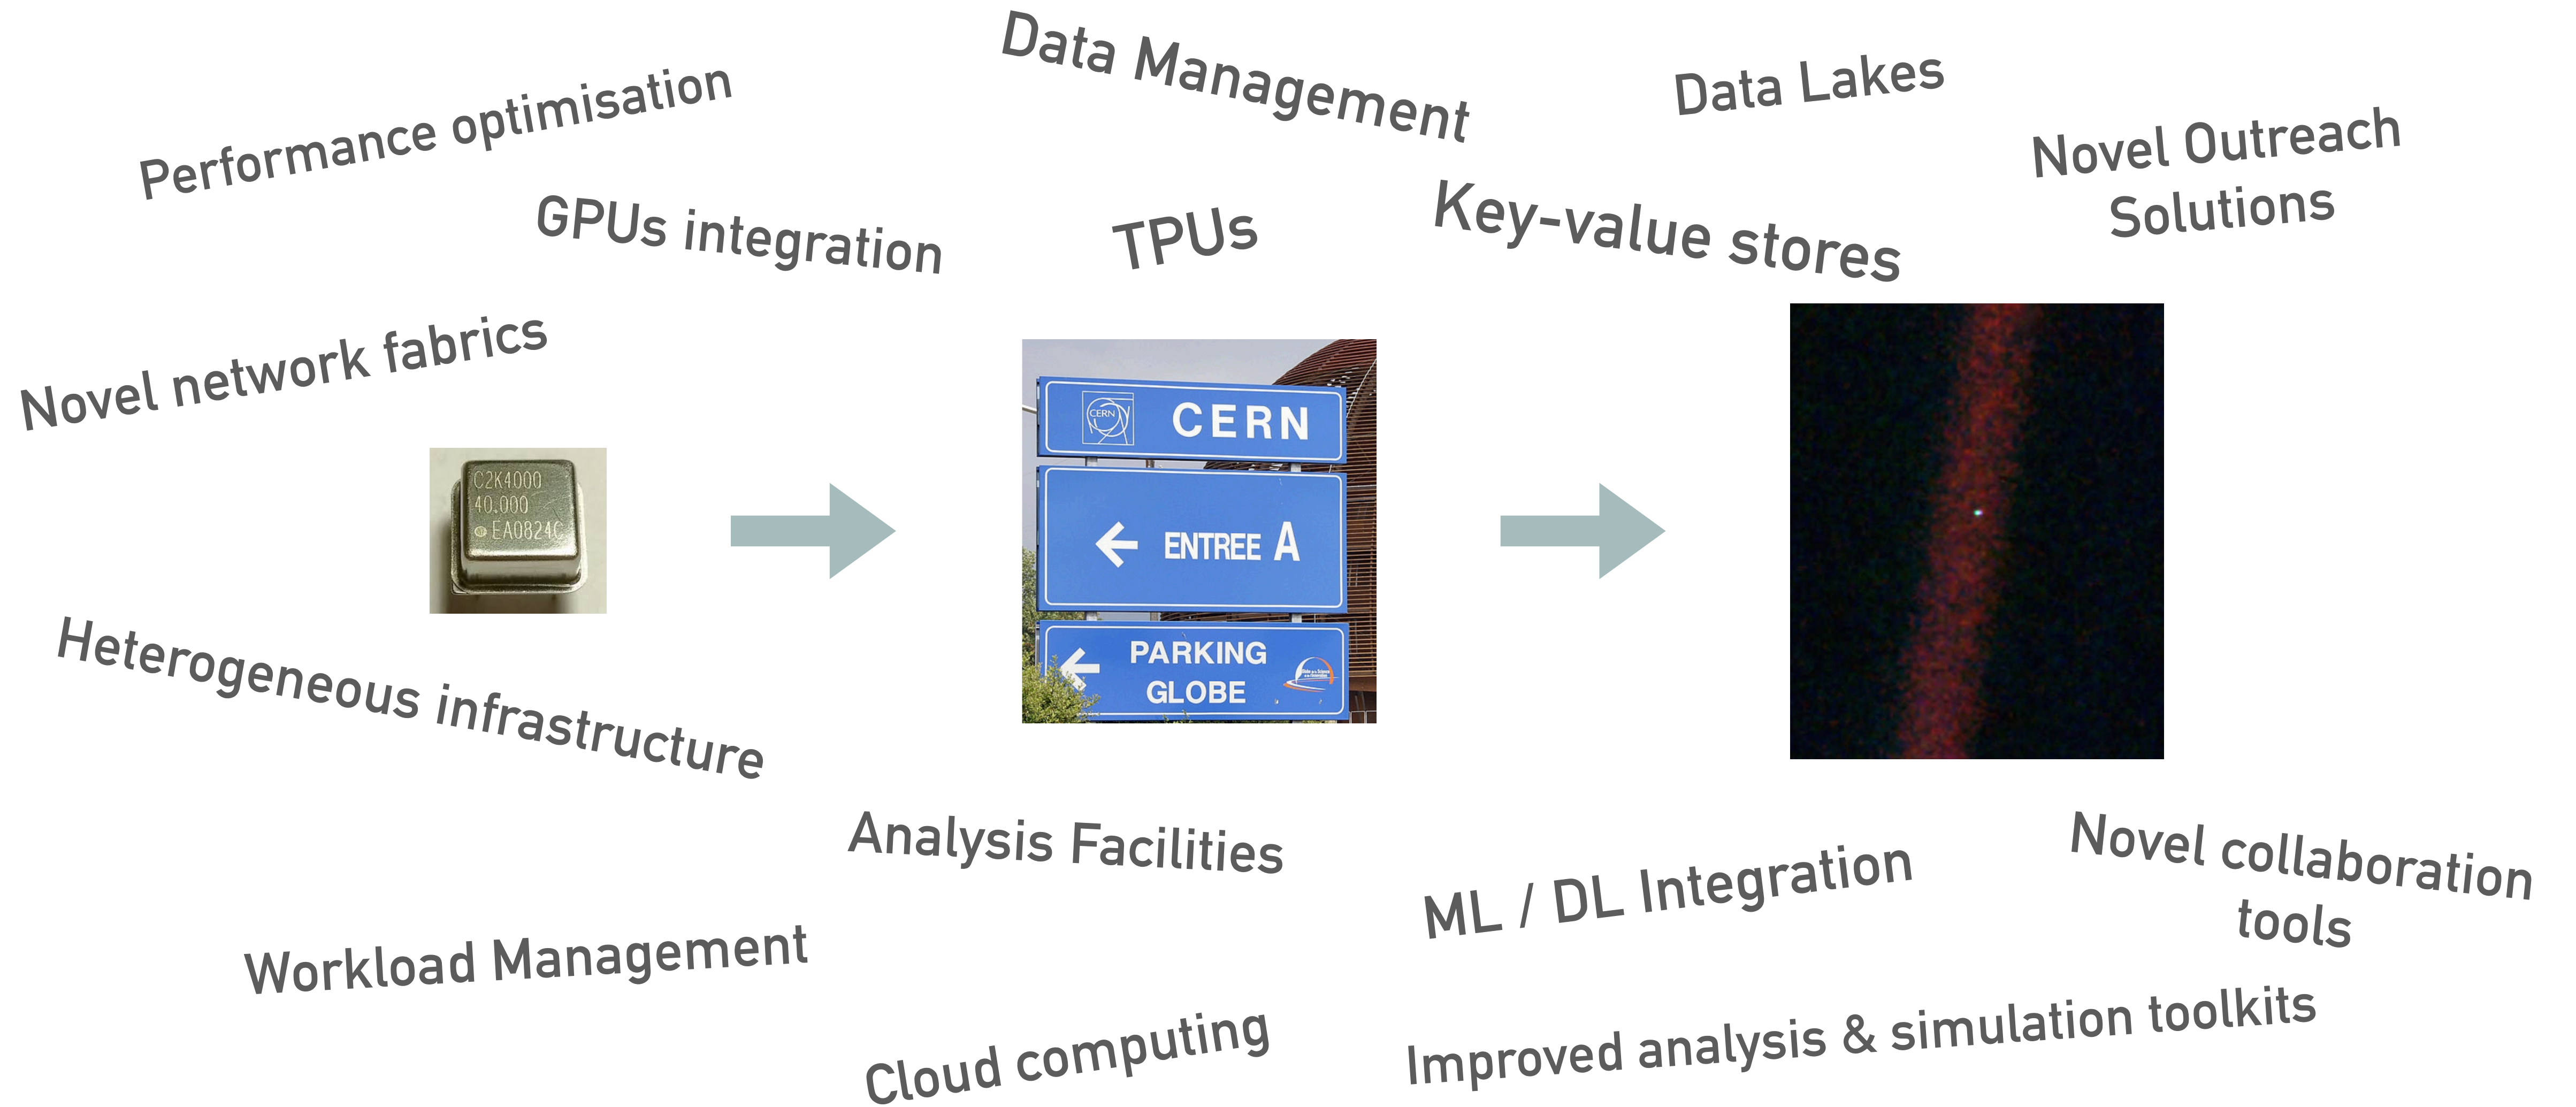 Data Management
Data Lakes
Performance optimisation
Novel Outreach
Solutions
GPUs integration
TPUs
Key-value stores
Novel network fabrics
CERN
CERN
C2K4000
40.000
EA0824C
ENTREE A
PARKING
GLOBE
Heterogeneous infrastructure
Analysis Facilities
ML / DL Integration
Novel collaboration
tools
Workload Management
Improved analysis & simulation toolkits
Cloud computing